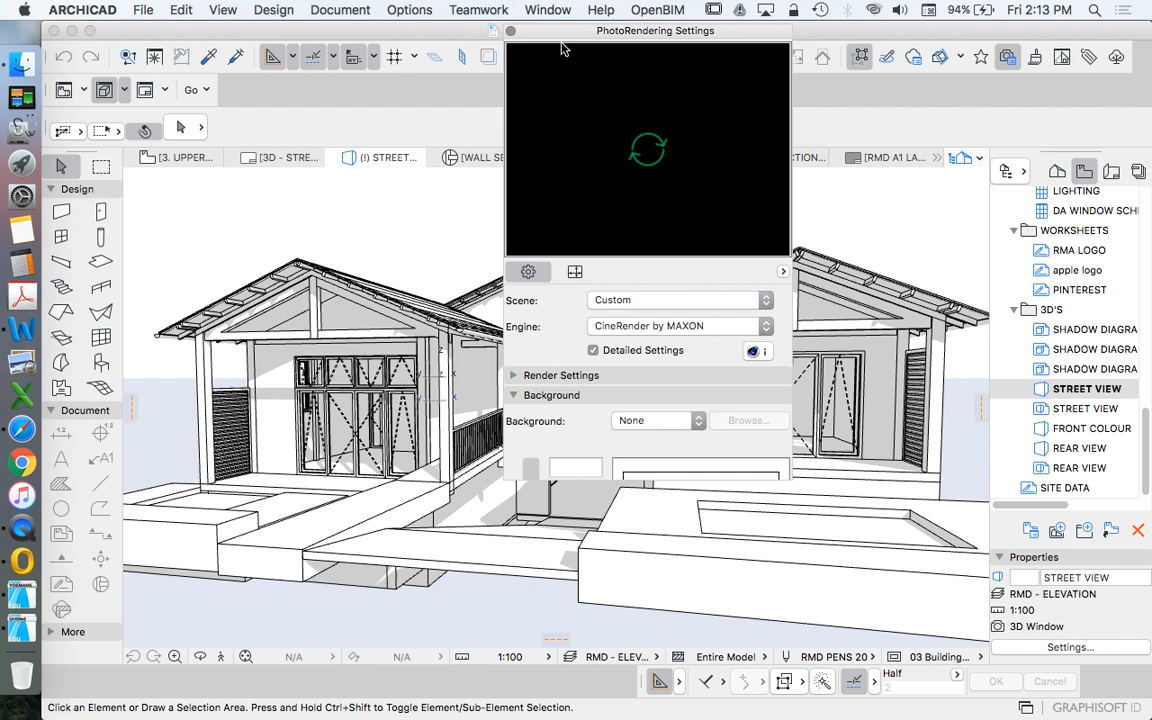 ARCHICAD File Edit View Design Document Options Teamwork Window Help OpenBIM 94% Fri 2:13 PM
PhotoRendering Settings
Go
[3. UPPER... [3D - STRE... (!) STREET... [WALL SE TION... [RMD A1 LA...
Design
Document
More
Scene: Custom
Engine: CineRender by MAXON
Detailed Settings i
Render Settings
Background
Background: None Browse...
LIGHTING
DA WINDOW SCH
WORKSHEETS
RMA LOGO
apple logo
PINTEREST
3D'S
SHADOW DIAGRA
SHADOW DIAGRA
SHADOW DIAGRA
STREET VIEW
STREET VIEW
FRONT COLOUR
REAR VIEW
REAR VIEW
SITE DATA
Properties
STREET VIEW
RMD - ELEVATION
1:100
3D Window
Settings...
N/A N/A 1:100 RMD - ELEV... Entire Model RMD PENS 20 03 Building...
Half
2
OK Cancel
Click an Element or Draw a Selection Area. Press and Hold Ctrl+Shift to Toggle Element/Sub-Element Selection.
GRAPHISOFT ID